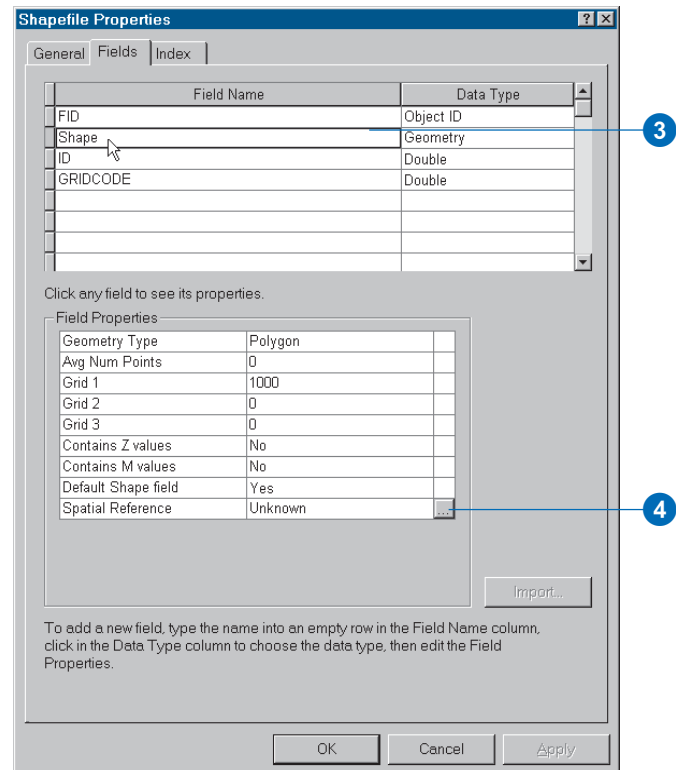 Shapefile Properties
General Fields Index
Field Name Data Type
FID Object ID
Shape Geometry
3
ID Double
GRIDCODE Double
Click any field to see its properties.
Field Properties
Geometry Type Polygon
Avg Num Points 0
Grid 1 1000
Grid 2 0
Grid 3 0
Contains Z values No
Contains M values No
Default Shape field Yes
Spatial Reference Unknown ...
4
Import...
To add a new field, type the name into an empty row in the Field Name column,
click in the Data Type column to choose the data type, then edit the Field
Properties.
OK Cancel Apply